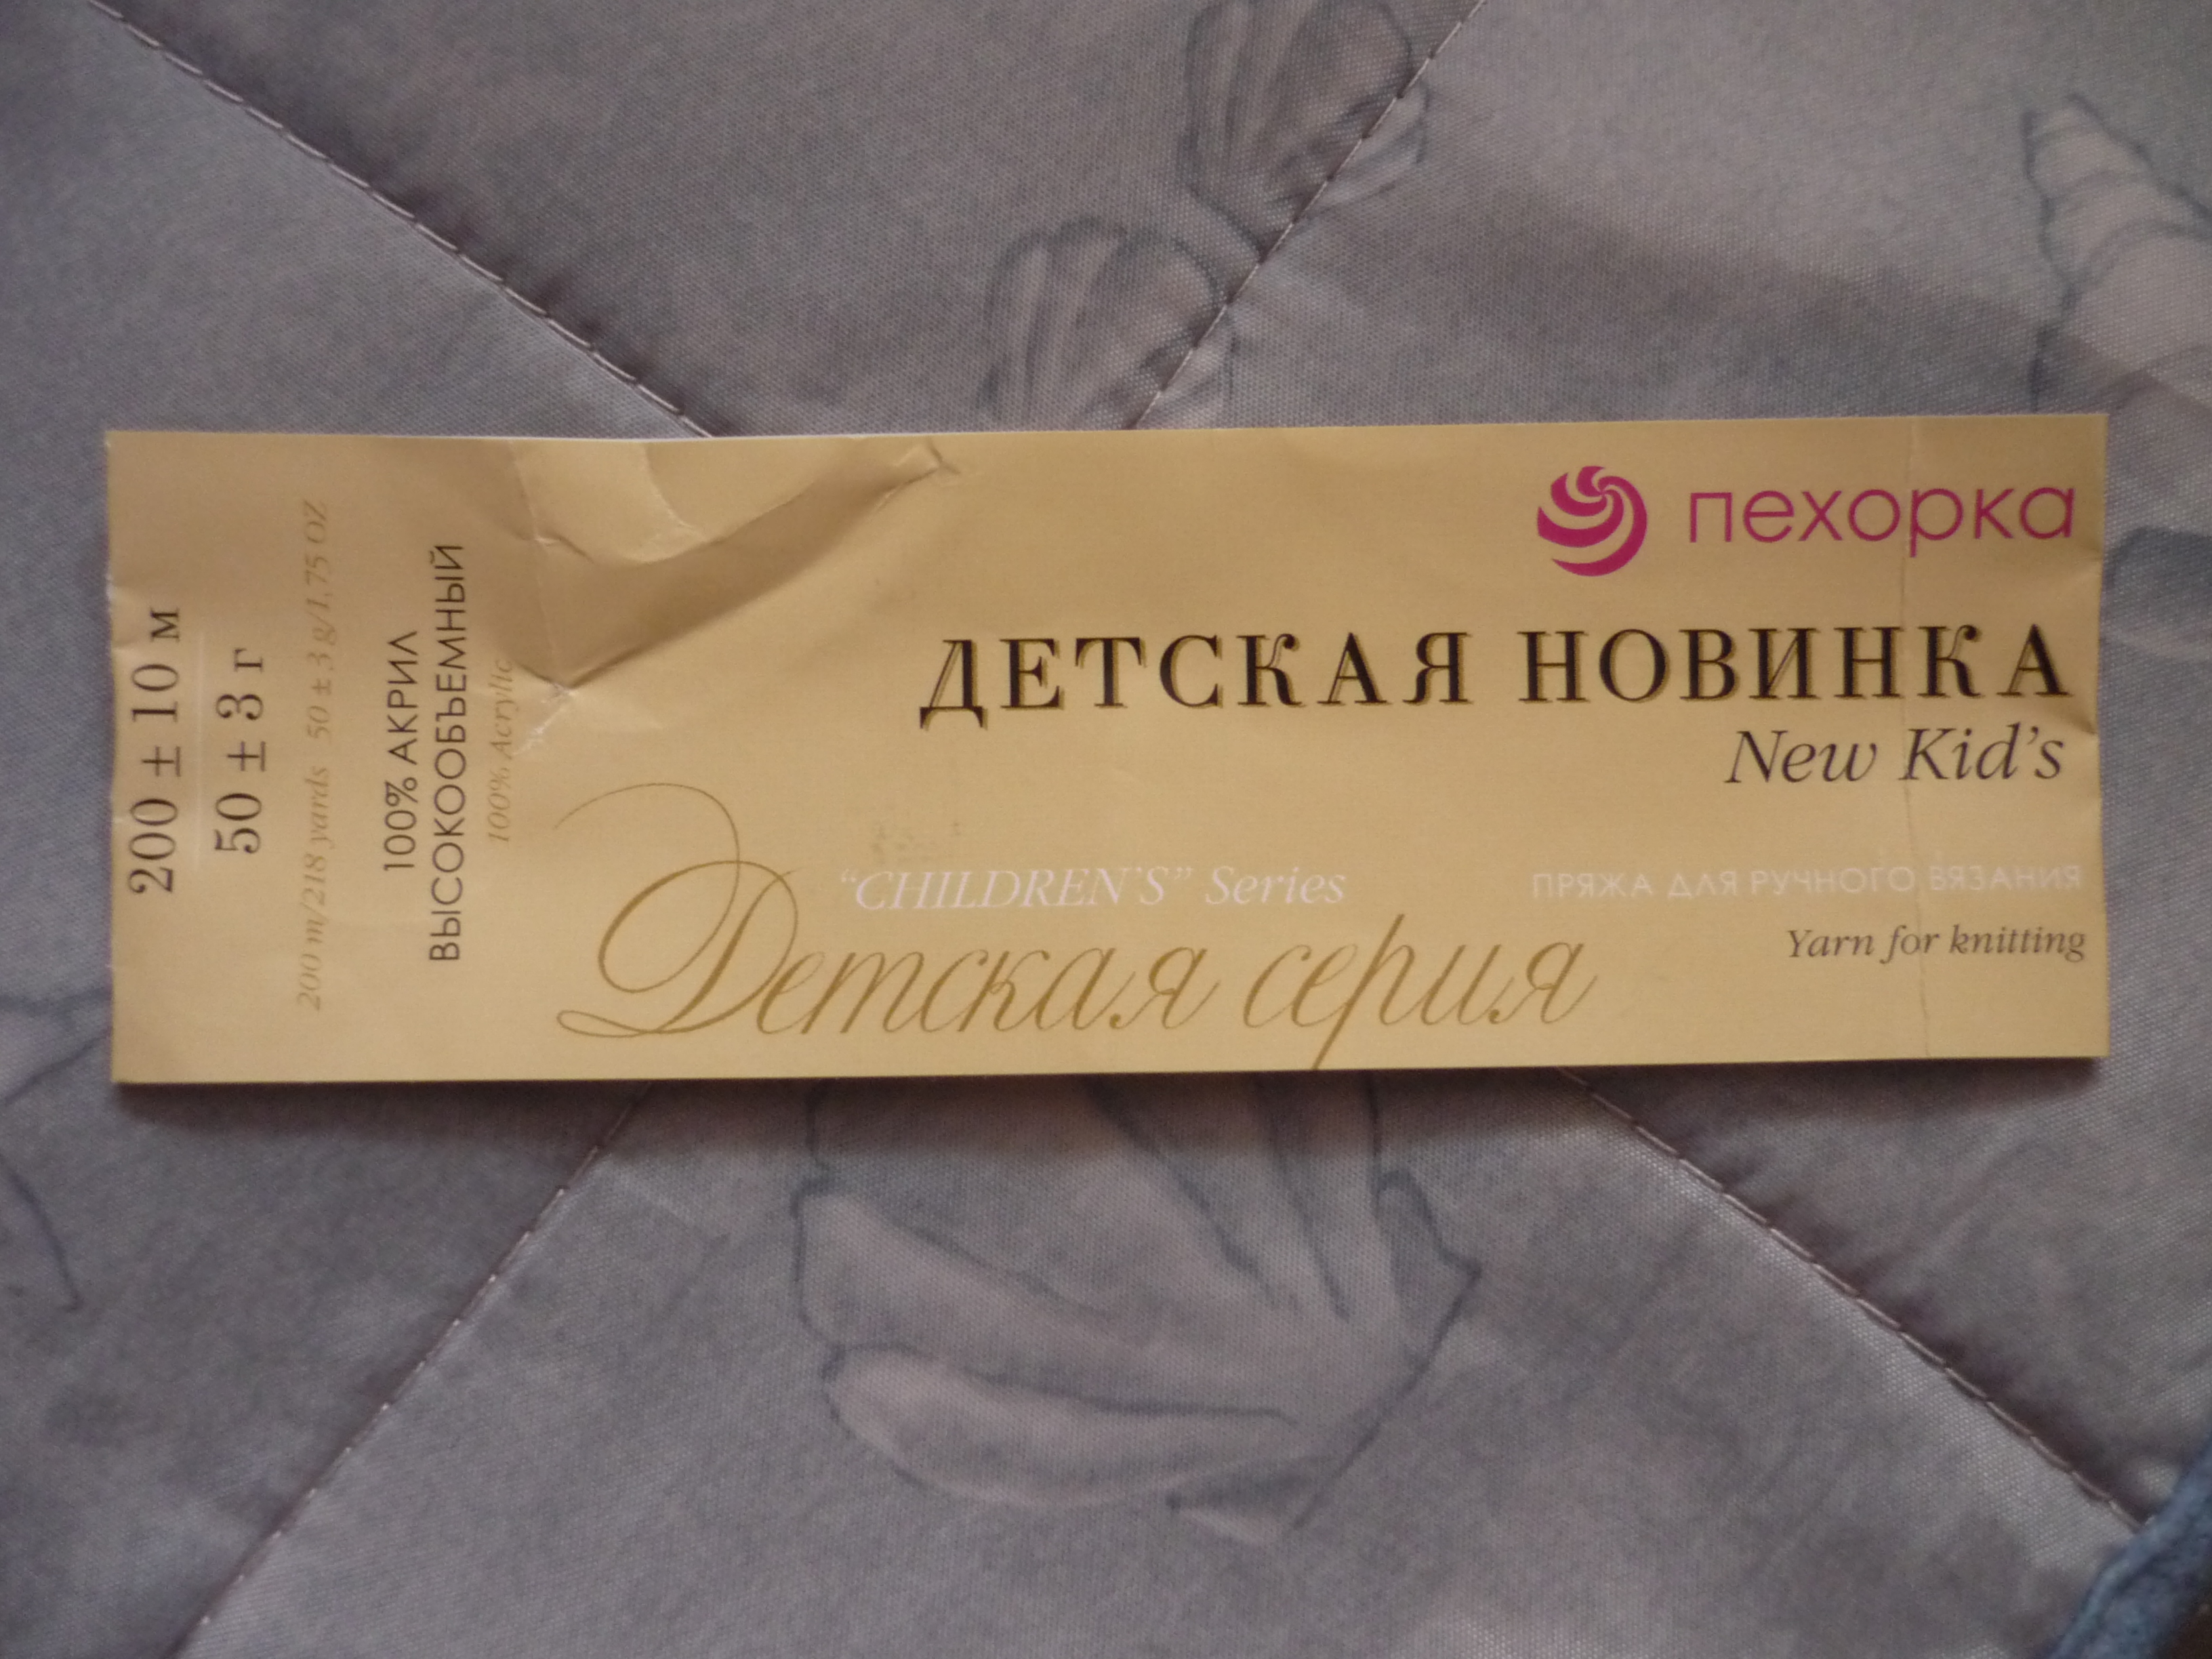 200 ± 10 м
50 ± 3 г
200 m/218 yards 50 ± 3 g/1,75 OZ
100% АКРИЛ
ВЫСОКООБЪЕМНЫЙ
100% Acrylic
пехорка
ДЕТСКАЯ НОВИНКА
New Kid's
"CHILDREN'S" Series
Детская серия
ПРЯЖА ДЛЯ РУЧНОГО ВЯЗАНИЯ
Yarn for knitting